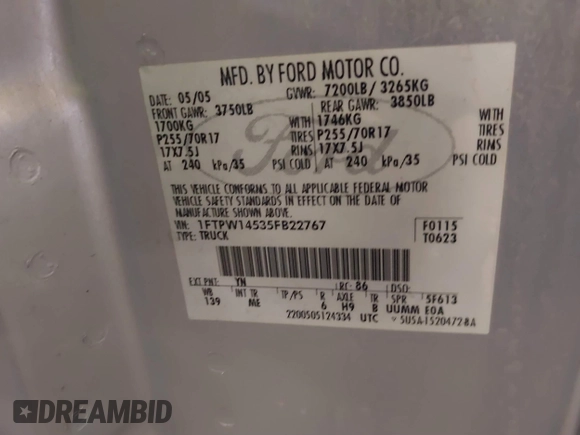 MFD. BY FORD MOTOR CO.
DATE: 05/05 GVWR: 7200LB/ 3265KG
FRONT GAWR: 3750LB REAR GAWR: 3850LB
1700KG WITH 1746KG WITH
P255/70R17 TIRES P255/70R17 TIRES
17X7.5J RIMS 17X7.5J RIMS
AT 240 kPa/35 PSI COLD AT 240 kPa/35 PSI COLD
THIS VEHICLE CONFORMS TO ALL APPLICABLE FEDERAL MOTOR
VEHICLE SAFETY STANDARDS IN EFFECT ON THE DATE OF
MANUFACTURE SHOWN ABOVE.
VIN: 1FTPW14535FB22767 F0115
TYPE: TRUCK T0623
EXT PNT: YN RC: 86 DSO:
WB INT TR TP/PS R AXLE TR SPR 5F613
139 ME 6 H9 B UUMM E0A
2200505124334 UTC
Ford
DREAMBID